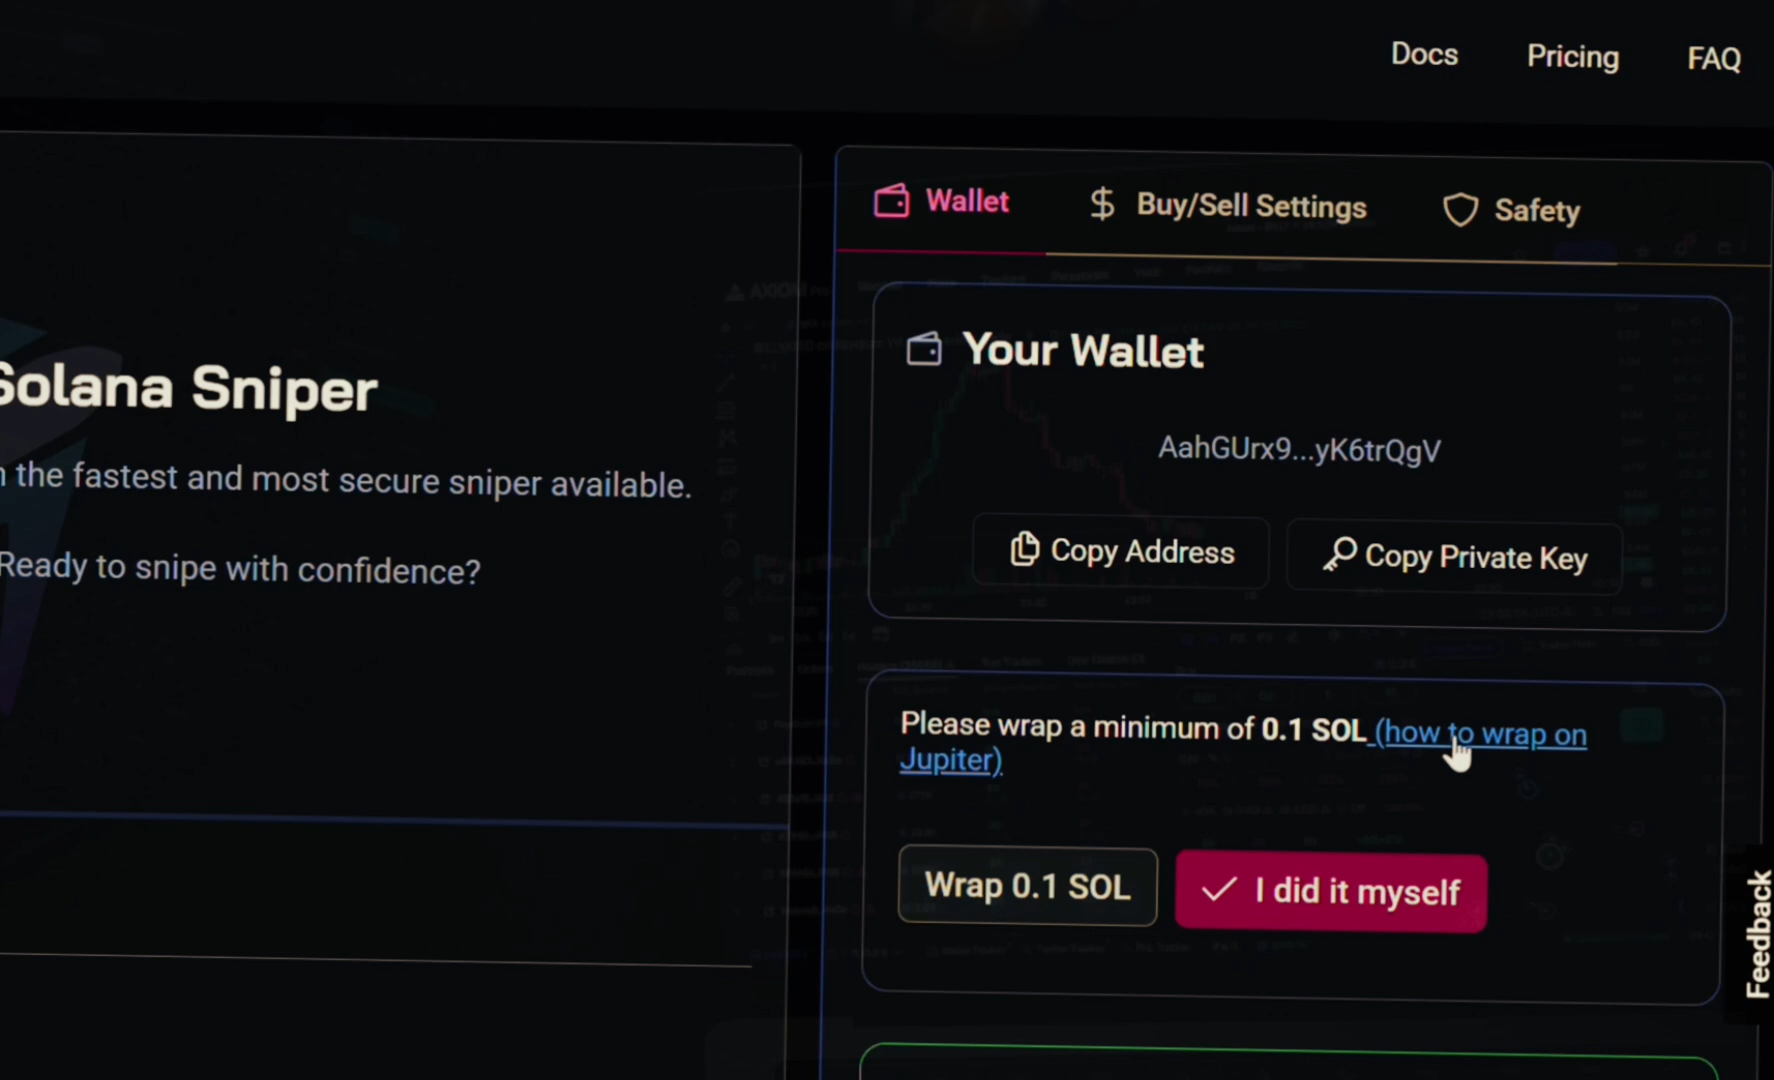 Docs Pricing FAQ
Wallet Buy/Sell Settings Safety
Solana Sniper
the fastest and most secure sniper available.
Ready to snipe with confidence?
Your Wallet
AahGUrx9...yK6trQgV
Copy Address Copy Private Key
Please wrap a minimum of 0.1 SOL (how to wrap on
Jupiter)
Wrap 0.1 SOL I did it myself
Feedback
AXIOM